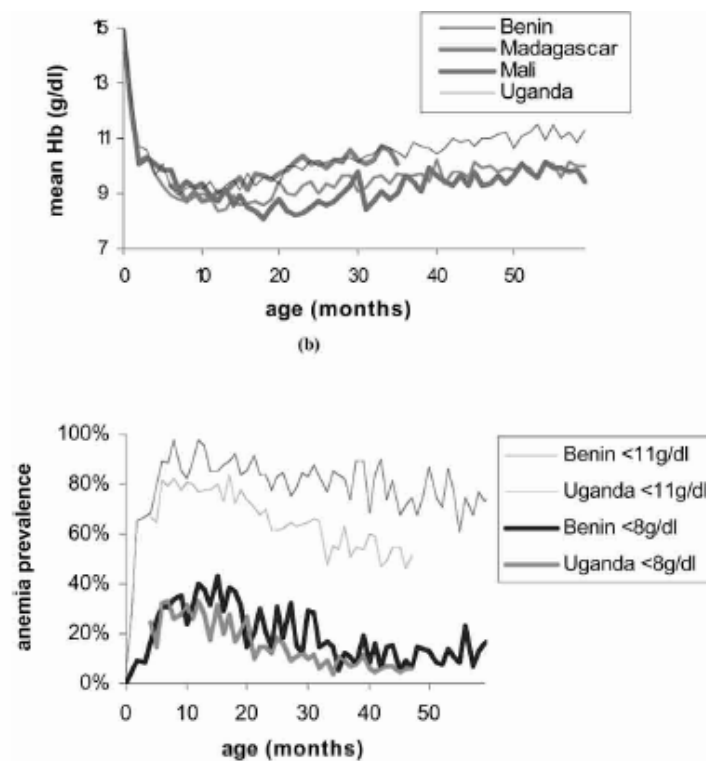 15
13
11
9
7
mean Hb (g/dl)
Benin
Madagascar
Mali
Uganda
0 10 20 30 40 50
age (months)
(b)
100%
80%
60%
40%
20%
0%
anemia prevalence
Benin <11g/dl
Uganda <11g/dl
Benin <8g/dl
Uganda <8g/dl
0 10 20 30 40 50
age (months)